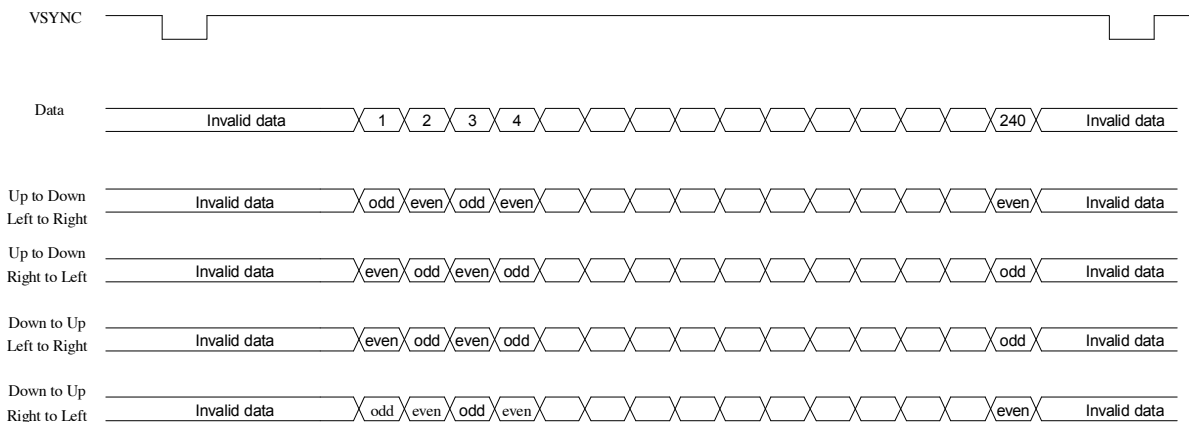 VSYNC
Data
Invalid data 1 2 3 4 240 Invalid data
Up to Down
Left to Right
Invalid data odd even odd even even Invalid data
Up to Down
Right to Left
Invalid data even odd even odd odd Invalid data
Down to Up
Left to Right
Invalid data even odd even odd odd Invalid data
Down to Up
Right to Left
Invalid data odd even odd even even Invalid data